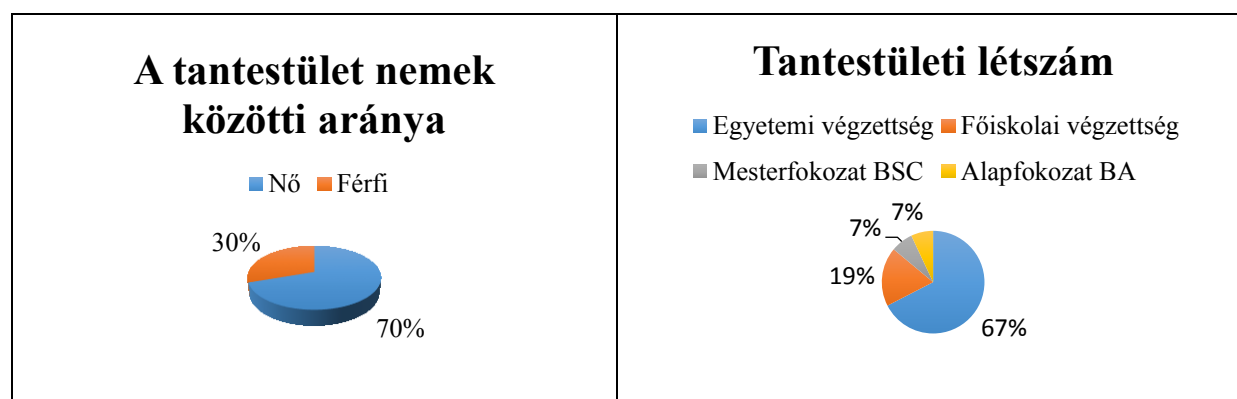 A tantestület nemek
közötti aránya
Nő Férfi
30%
70%
Tantestületi létszám
Egyetemi végzettség Főiskolai végzettség
Mesterfokozat BSC Alapfokozat BA
7%
7%
19%
67%